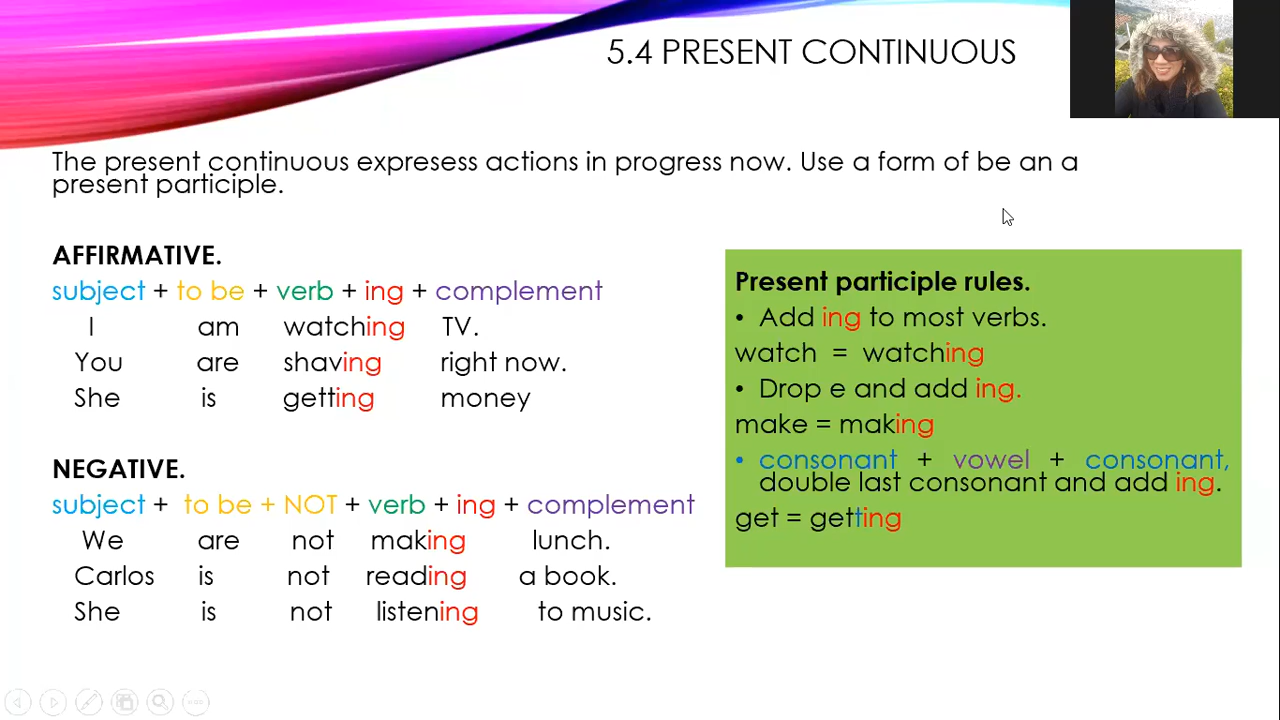 5.4 PRESENT CONTINUOUS
The present continuous expresess actions in progress now. Use a form of be an a
present participle.
AFFIRMATIVE.
subject + to be + verb + ing + complement
I am watching TV.
You are shaving right now.
She is getting money
NEGATIVE.
subject + to be + NOT + verb + ing + complement
We are not making lunch.
Carlos is not reading a book.
She is not listening to music.
Present participle rules.
• Add ing to most verbs.
watch = watching
• Drop e and add ing.
make = making
• consonant + vowel + consonant,
double last consonant and add ing.
get = getting